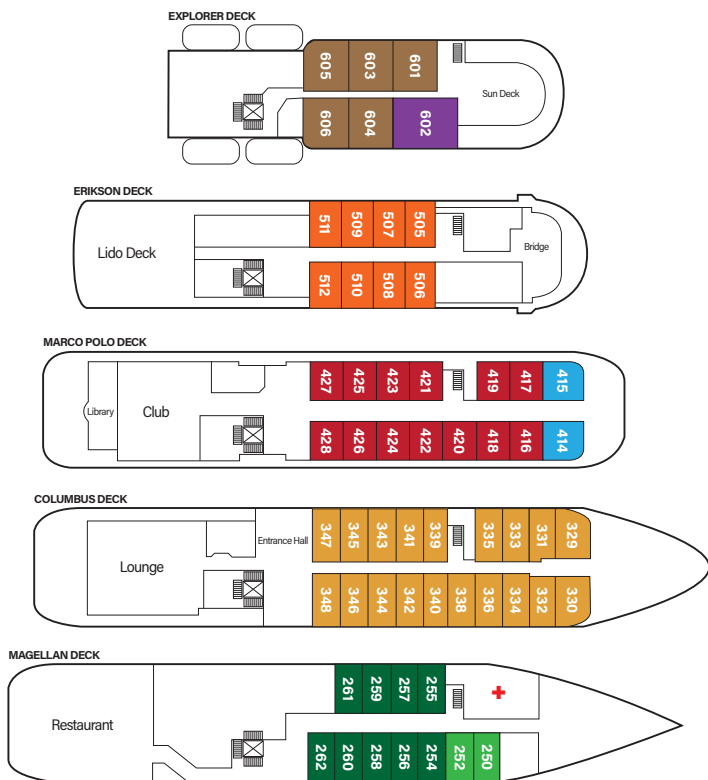 EXPLORER DECK
605 603 601
Sun Deck
606 604 602
ERIKSON DECK
511 509 507 505
Lido Deck
Bridge
512 510 508 506
MARCO POLO DECK
427 425 423 421 419 417 415
Library
Club
428 426 424 422 420 418 416 414
COLUMBUS DECK
347 345 343 341 339 335 333 331 329
Entrance Hall
Lounge
348 346 344 342 340 338 336 334 332 330
MAGELLAN DECK
261 259 257 255
Restaurant
262 260 258 256 254 252 250